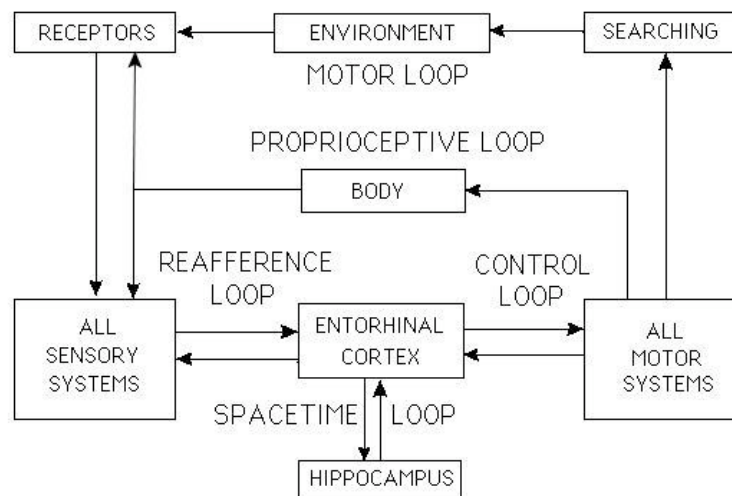 RECEPTORS
ENVIRONMENT
SEARCHING
MOTOR LOOP
PROPRIOCEPTIVE LOOP
BODY
REAFFERENCE
LOOP
CONTROL
LOOP
ALL
SENSORY
SYSTEMS
ENTORHINAL
CORTEX
ALL
MOTOR
SYSTEMS
SPACETIME LOOP
HIPPOCAMPUS